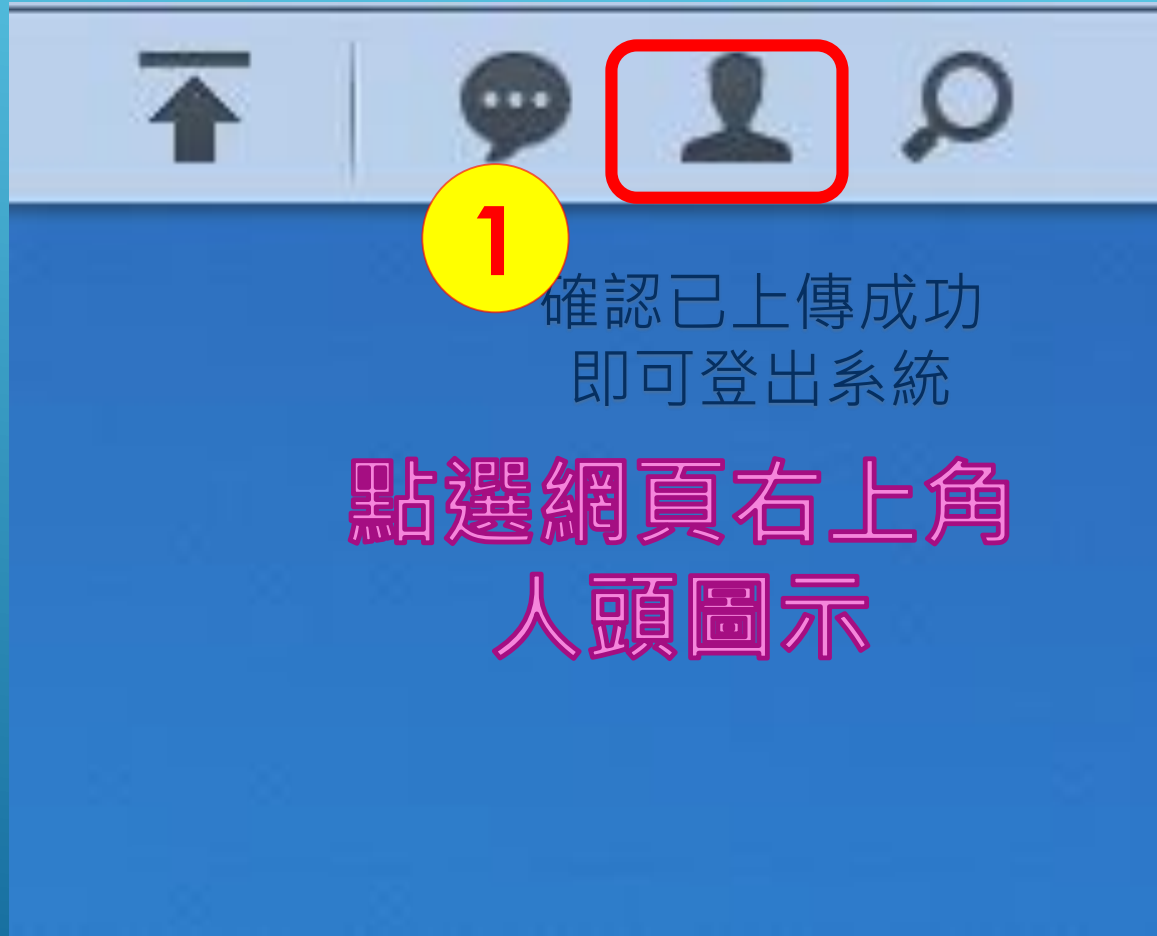 1
確認已上傳成功
即可登出系統
點選網頁右上角
人頭圖示